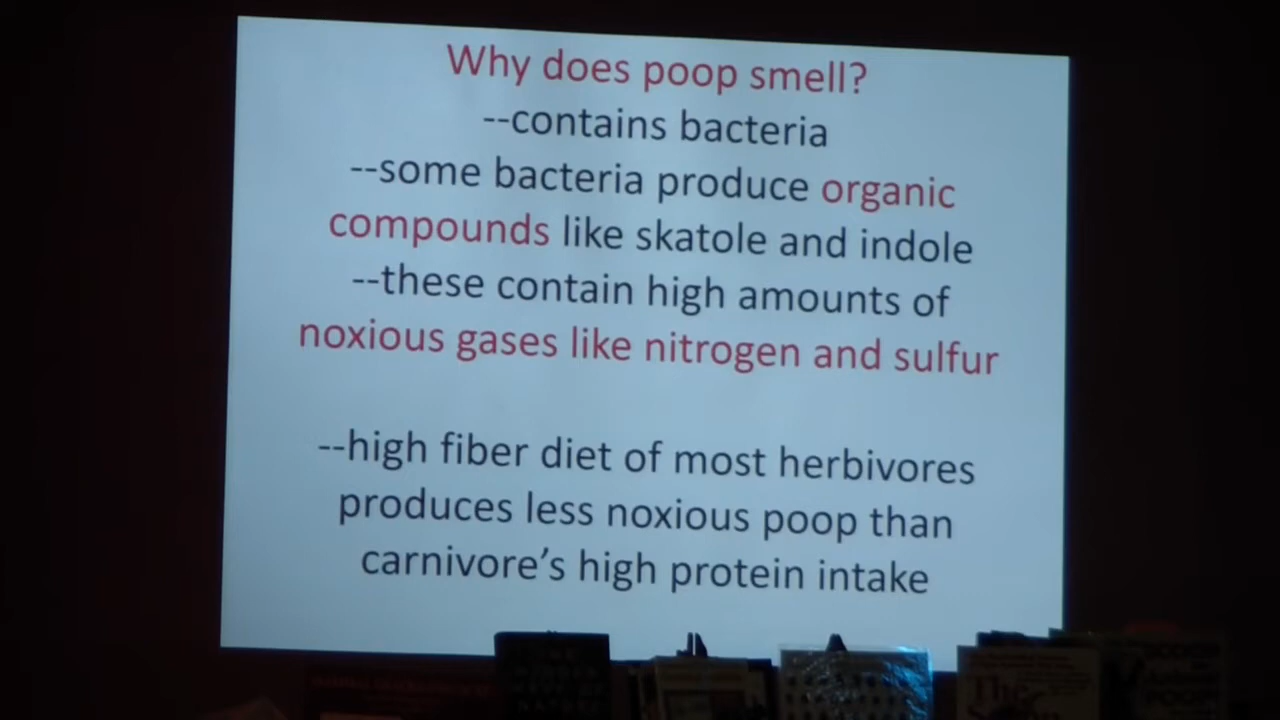 Why does poop smell?
--contains bacteria
--some bacteria produce organic
compounds like skatole and indole
--these contain high amounts of
noxious gases like nitrogen and sulfur
--high fiber diet of most herbivores
produces less noxious poop than
carnivore’s high protein intake
The